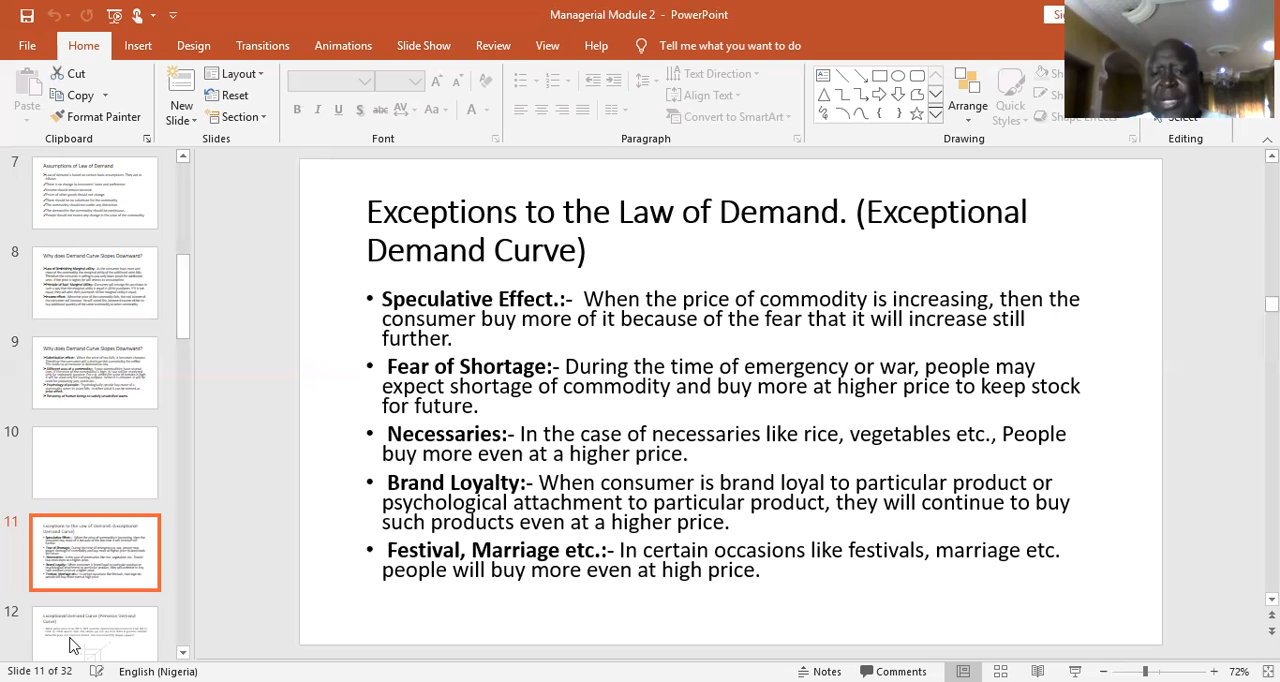 Managerial Module 2 - PowerPoint
File Home Insert Design Transitions Animations Slide Show Review View Help Tell me what you want to do
Paste
Cut
Copy
Format Painter
Clipboard
New
Slide
Layout
Reset
Section
Slides
B I U S abc AV Aa A
Font
Text Direction
Align Text
Convert to SmartArt
Paragraph
Arrange
Quick
Styles
Drawing
Select
Editing
7
Assumptions of Law of Demand
8
Why does Demand Curve Slopes Downward?
9
Why does Demand Curve Slopes Downward?
10
11
Exceptions to the Law of Demand. (Exceptional
Demand Curve)
12
Exceptions to the Law of Demand. (Exceptional
Demand Curve)
• Speculative Effect.:- When the price of commodity is increasing, then the
consumer buy more of it because of the fear that it will increase still
further.
• Fear of Shortage:- During the time of emergency or war, people may
expect shortage of commodity and buy more at higher price to keep stock
for future.
• Necessaries:- In the case of necessaries like rice, vegetables etc., People
buy more even at a higher price.
• Brand Loyalty:- When consumer is brand loyal to particular product or
psychological attachment to particular product, they will continue to buy
such products even at a higher price.
• Festival, Marriage etc.:- In certain occasions like festivals, marriage etc.
people will buy more even at high price.
Slide 11 of 32 English (Nigeria) Notes Comments 72%